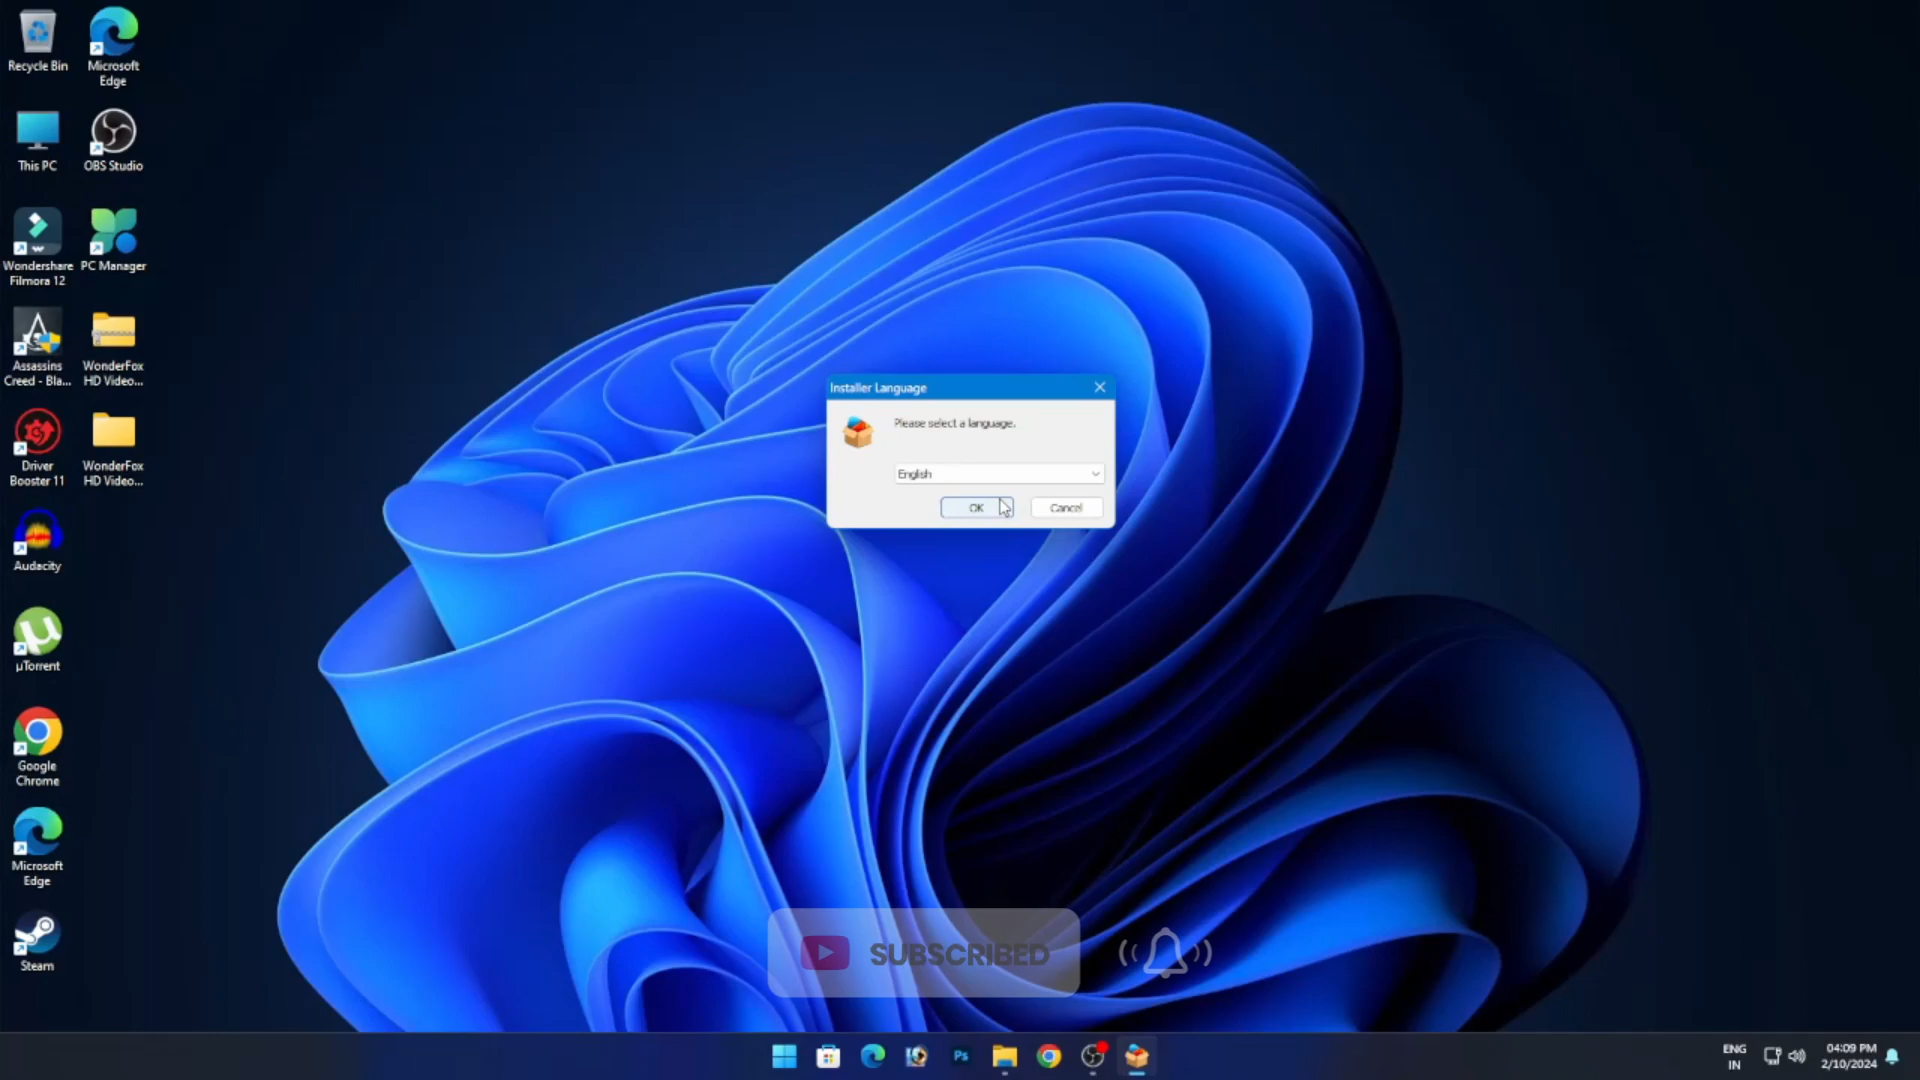 Recycle Bin
Microsoft
Edge
This PC
OBS Studio
Wondershare
Filmora 12
PC Manager
Assassins
Creed - Bla...
WonderFox
HD Video...
Driver
Booster 11
WonderFox
HD Video...
Audacity
µTorrent
Google
Chrome
Microsoft
Edge
Steam
Installer Language
Please select a language.
English
OK
Cancel
SUBSCRIBED
Ps
ENG
IN
04:09 PM
2/10/2024